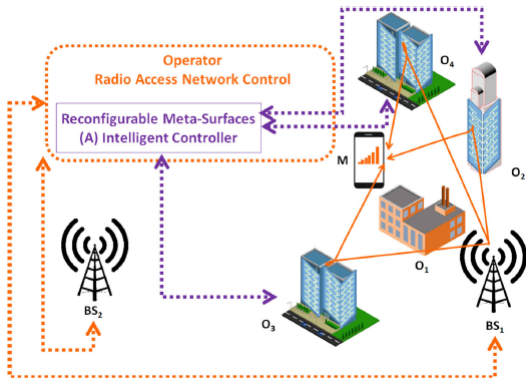 Operator
Radio Access Network Control
Reconfigurable Meta-Surfaces
(A) Intelligent Controller
O4
O2
M
O1
O3
BS2
BS1